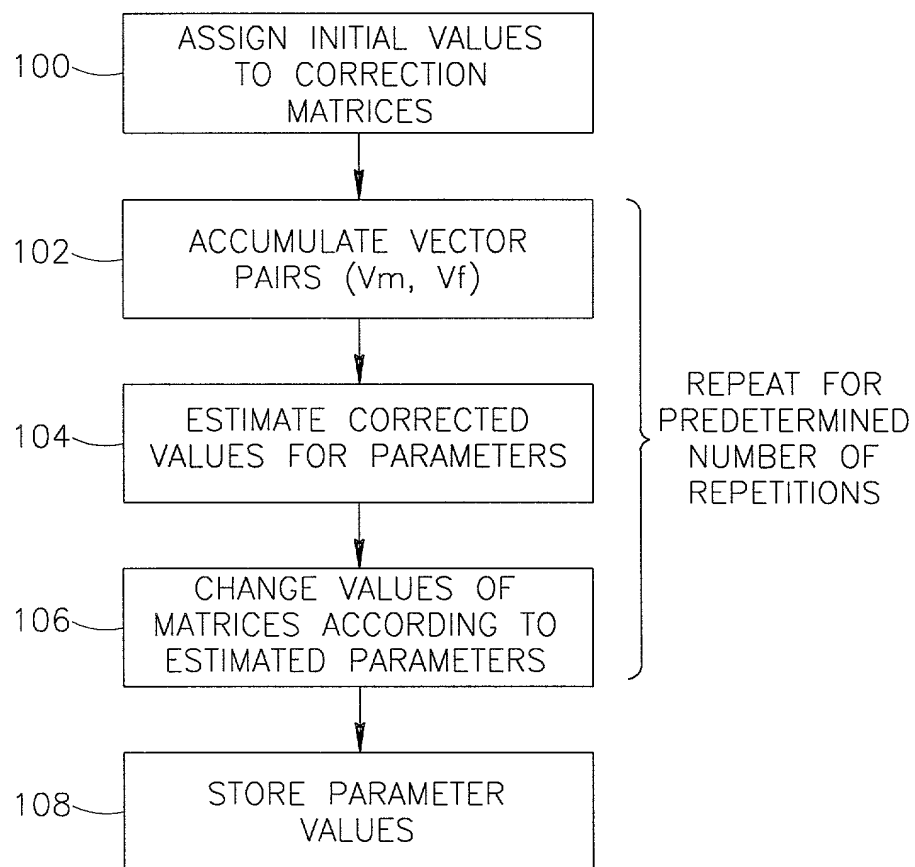 100
ASSIGN INITIAL VALUES
TO CORRECTION
MATRICES
102
ACCUMULATE VECTOR
PAIRS (Vm, Vf)
104
ESTIMATE CORRECTED
VALUES FOR PARAMETERS
106
CHANGE VALUES OF
MATRICES ACCORDING TO
ESTIMATED PARAMETERS
REPEAT FOR
PREDETERMINED
NUMBER OF
REPETITIONS
108
STORE PARAMETER
VALUES